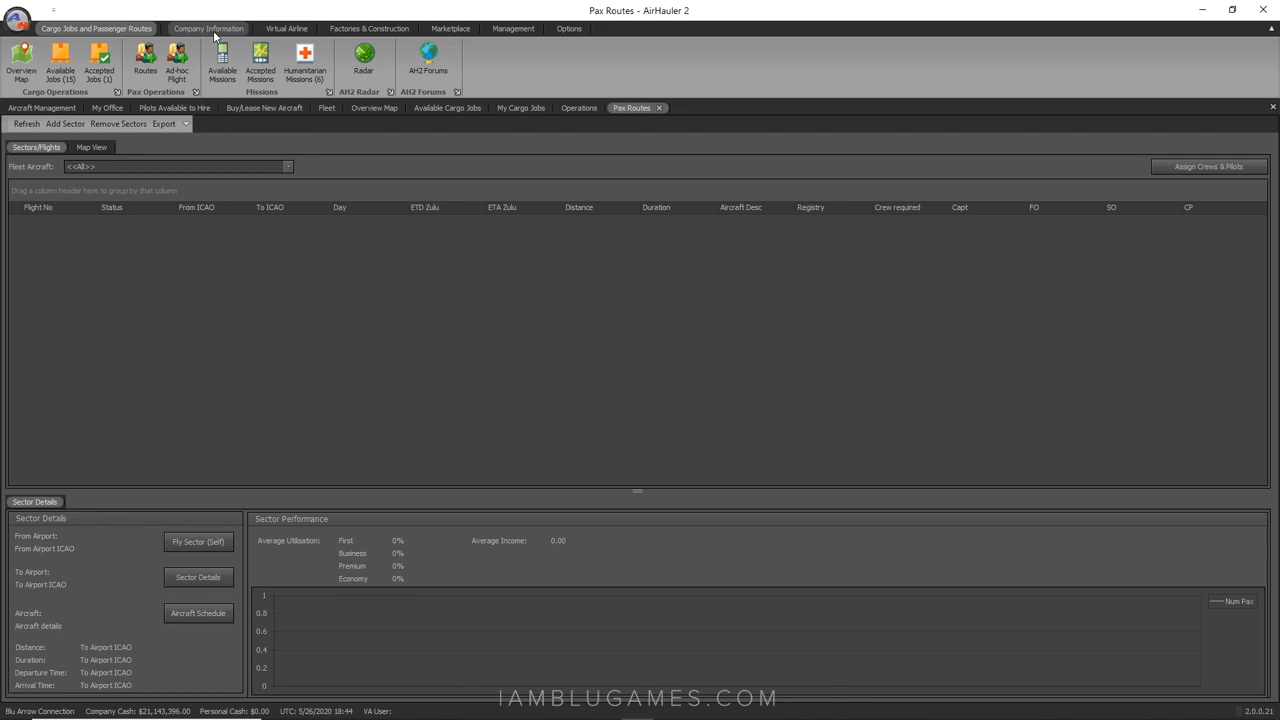 Pax Routes - AirHauler 2
Cargo Jobs and Passenger Routes Company Information Virtual Airline Factories & Construction Marketplace Management Options
Overview Map Available Jobs (15) Accepted Jobs (1) Routes Ad-hoc Flight Available Missions Accepted Missions Humanitarian Missions (6) Radar AH2 Forums
Cargo Operations Pax Operations Missions AH2 Radar AH2 Forums
Aircraft Management My Office Pilots Available to Hire Buy/Lease New Aircraft Fleet Overview Map Available Cargo Jobs My Cargo Jobs Operations Pax Routes
Refresh Add Sector Remove Sectors Export
Sectors/Flights Map View
Fleet Aircraft: <<All>> Assign Crews & Pilots
Drag a column header here to group by that column
Flight No Status From ICAO To ICAO Day ETD Zulu ETA Zulu Distance Duration Aircraft Desc Registry Crew required Capt FO SO CP
Sector Details
Sector Details Sector Performance
From Airport: Fly Sector (Self) Average Utilisation: First 0% Average Income: 0.00
From Airport ICAO Business 0%
Premium 0%
To Airport: Sector Details Economy 0%
To Airport ICAO
1 Num Pax
Aircraft: Aircraft Schedule 0.8
Aircraft details 0.6
Distance: To Airport ICAO 0.4
Duration: To Airport ICAO
Departure Time: To Airport ICAO 0.2
Arrival Time: To Airport ICAO 0
IAMBLUGAMES.COM
Blu Arrow Connection Company Cash: $21,143,396.00 Personal Cash: $0.00 UTC: 5/26/2020 18:44 VA User: 2.0.0.21